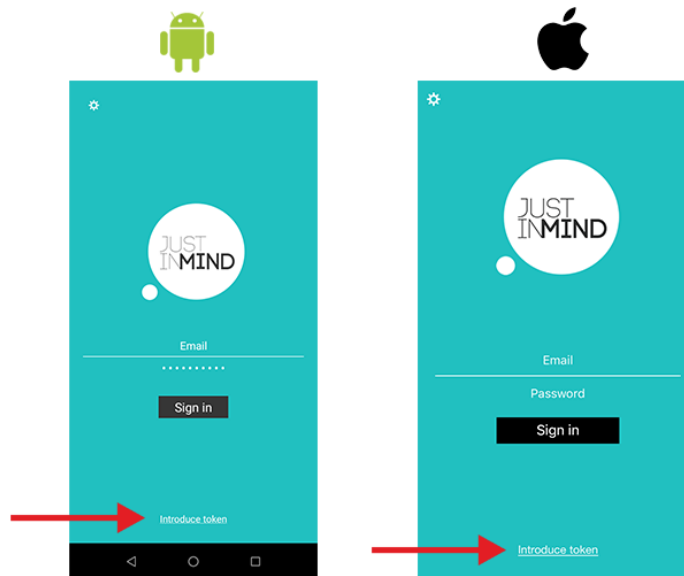 JUST
INMIND
Email
Sign in
Introduce token
JUST
INMIND
Email
Password
Sign in
Introduce token